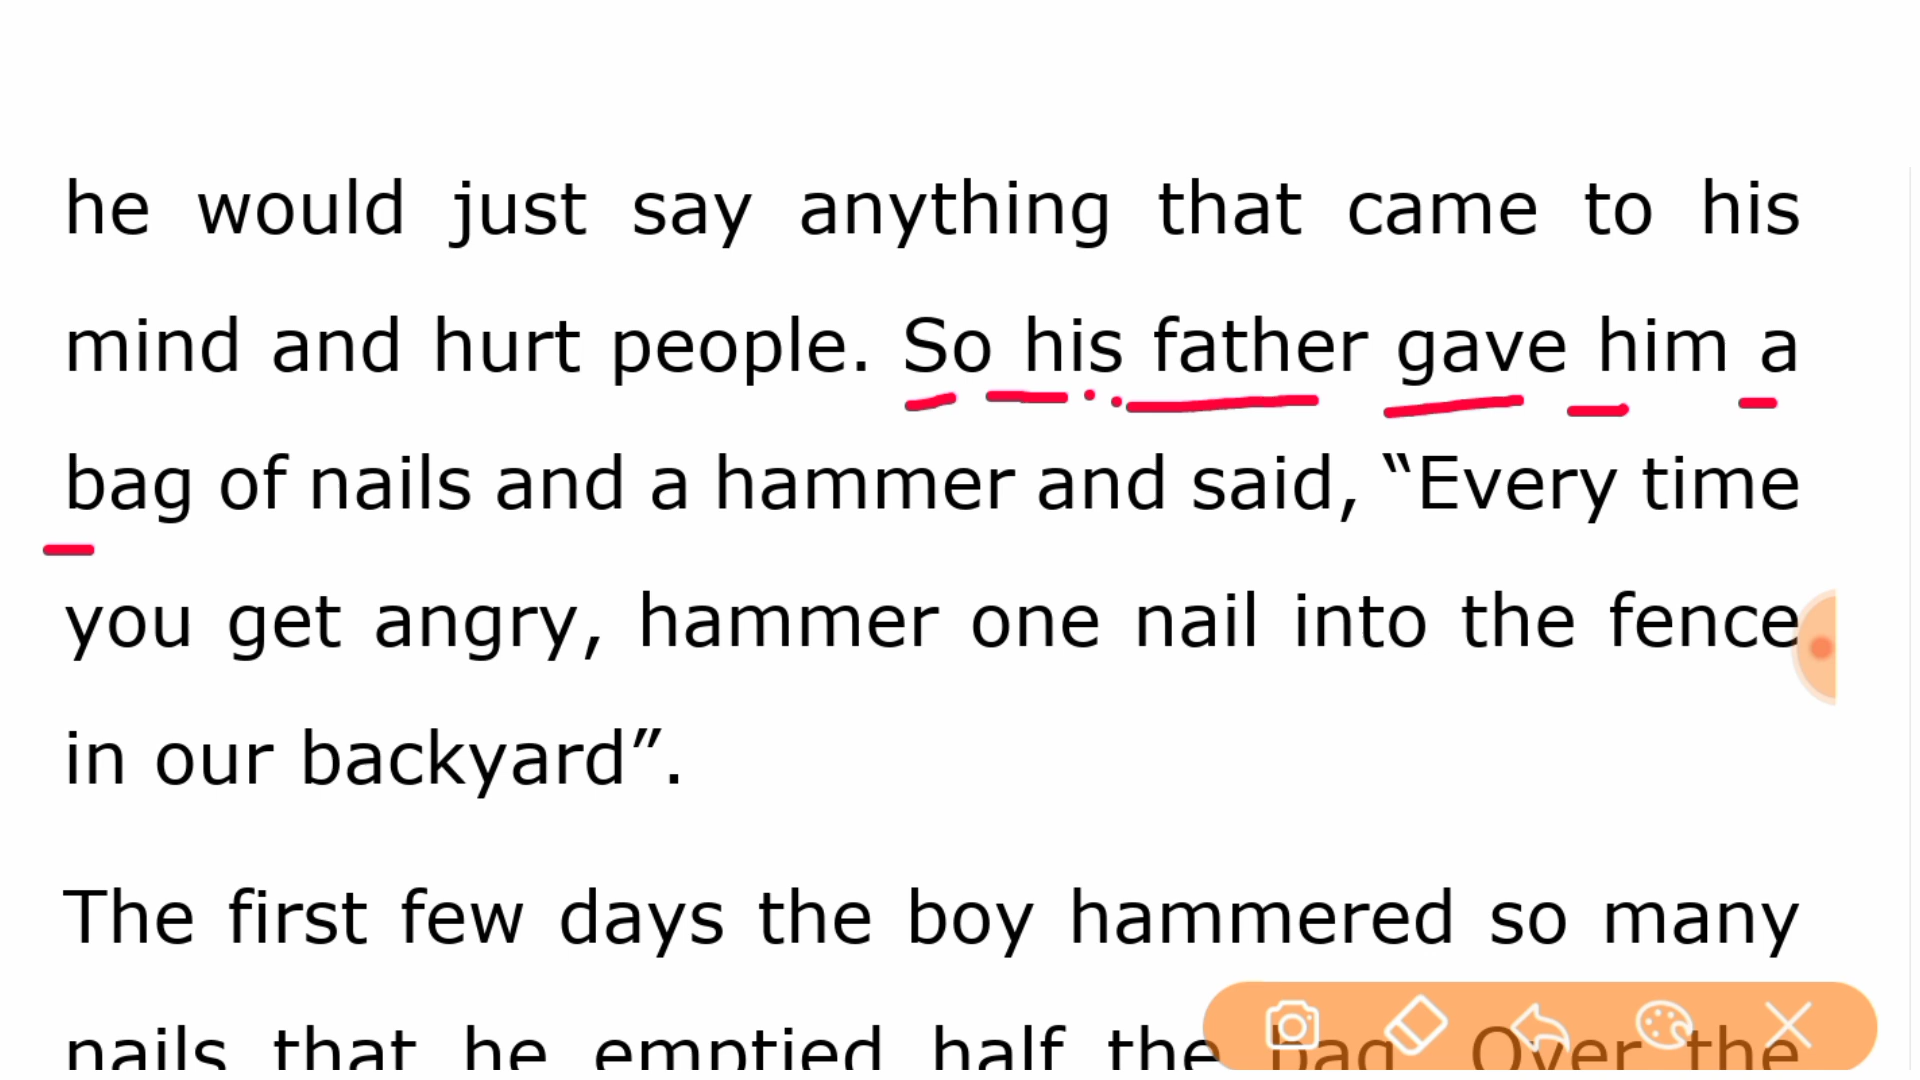 he would just say anything that came to his
mind and hurt people. So his father gave him a
bag of nails and a hammer and said, “Every time
you get angry, hammer one nail into the fence
in our backyard”.
The first few days the boy hammered so many
nails that he emptied half the bag. Over the